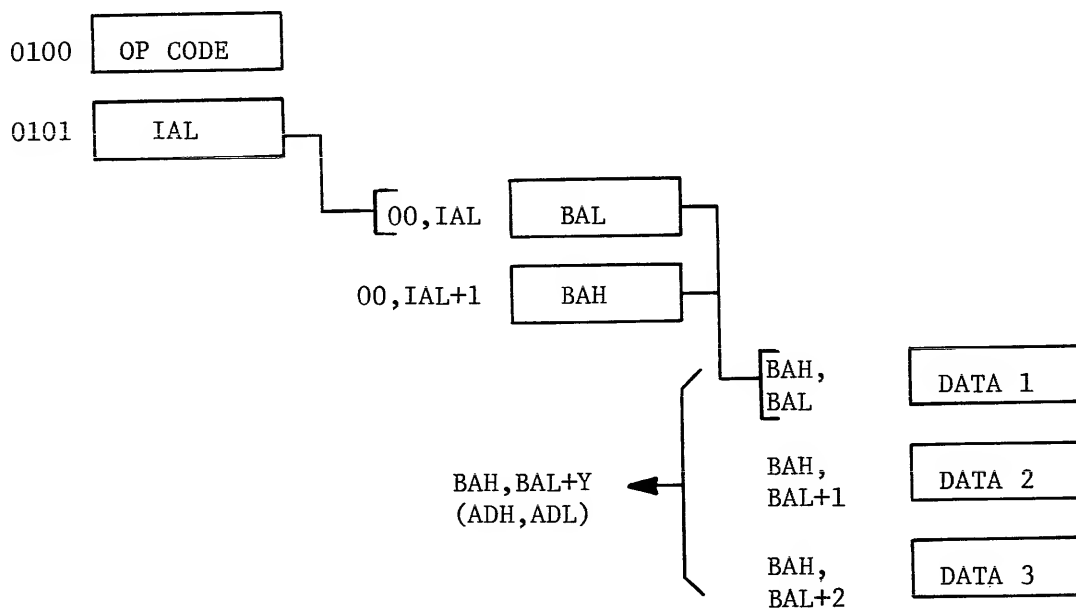 0100 OP CODE
0101 IAL
00,IAL BAL
00,IAL+1 BAH
BAH,
BAL
DATA 1
BAH,BAL+Y
(ADH,ADL)
BAH,
BAL+1
DATA 2
BAH,
BAL+2
DATA 3